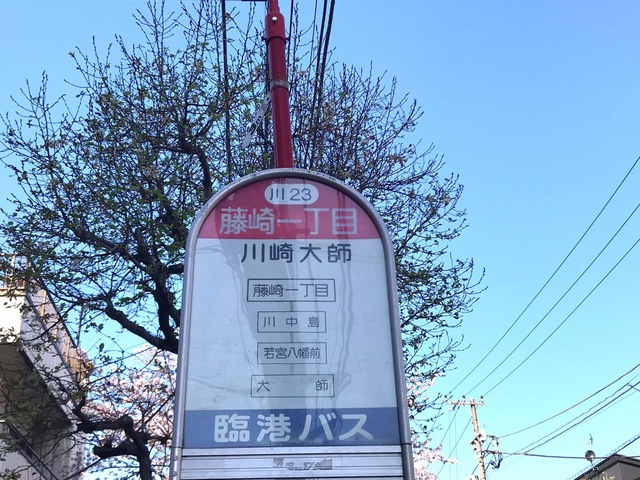 川23
藤崎一丁目
川崎大師
藤崎一丁目
川中島
若宮八幡前
大師
臨港バス